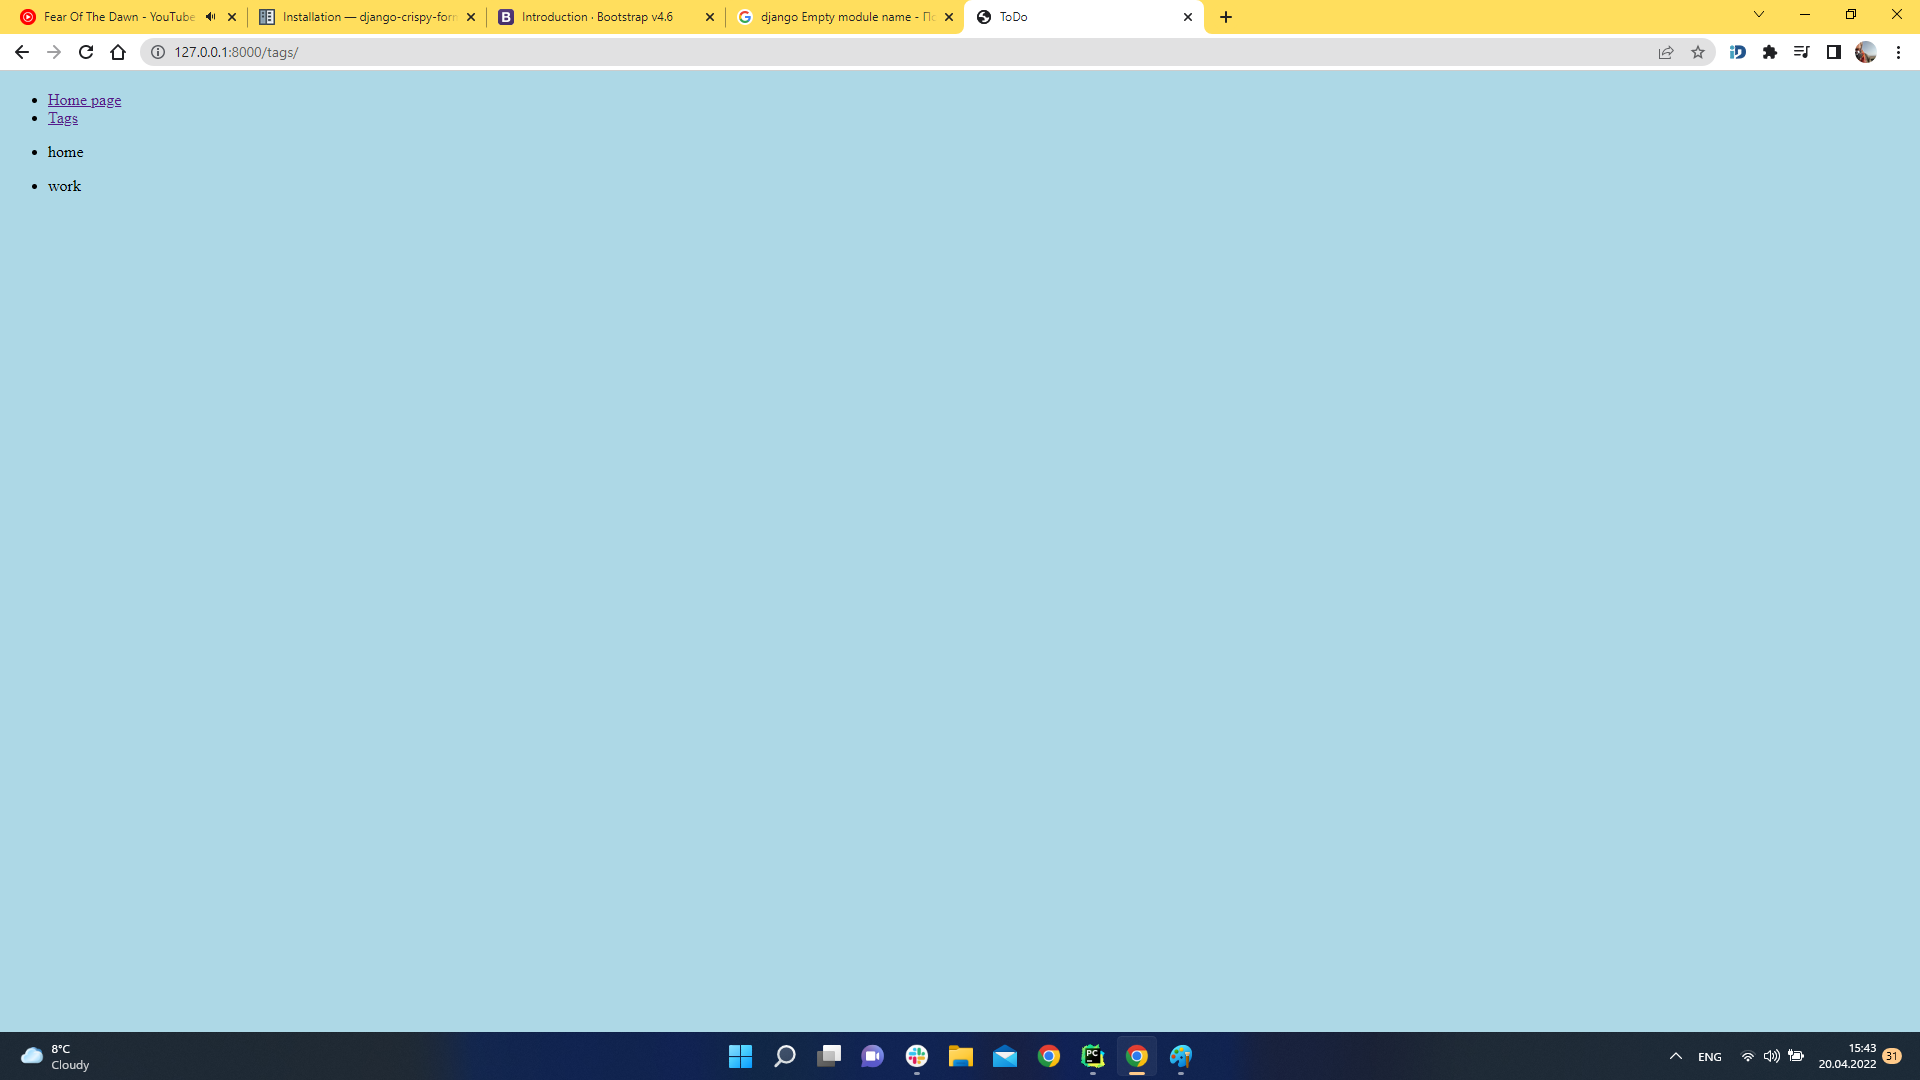 Fear Of The Dawn - YouTube
Installation — django-crispy-forn
Introduction · Bootstrap v4.6
django Empty module name - По
ToDo
127.0.0.1:8000/tags/
Home page
Tags
home
work
8°C
Cloudy
ENG
15:43
20.04.2022
31